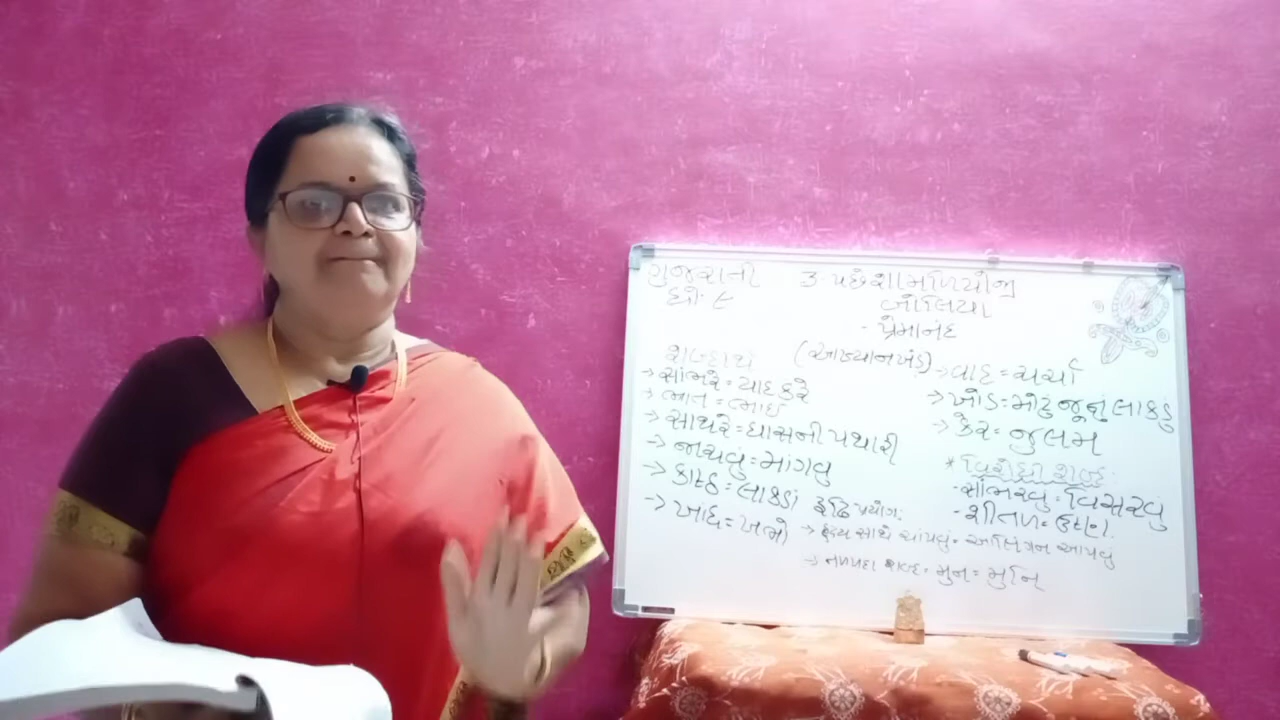 ગુજરાતી
ધો: ૯
૩. પછે શામળિયોજી
બોલિયા
- પ્રેમાનંદ
(આખ્યાનખંડ)
શબ્દાર્થ
→ સાંભરે = યાદ કરે
→ ભ્રાત = ભાઈ
→ સાથરે = ઘાસની પથારી
→ જાચવું = માંગવુ
→ કાષ્ઠ = લાકડાં
→ ખાંધ = ખભો
→ વાદ = ચર્ચા
→ ખોડ = મોટુ જૂનું લાકડું
→ કેર = જુલમ
* વિરોધી શબ્દ:
- સાંભરવુ = વિસરવું
- શીતળ = ઉષ્ણ.
રૂઢિ પ્રયોગ:
→ હૃદય સાથે ચાંપવું = આલિંગન આપવું
→ તળપદા શબ્દ = મુન = મુનિ